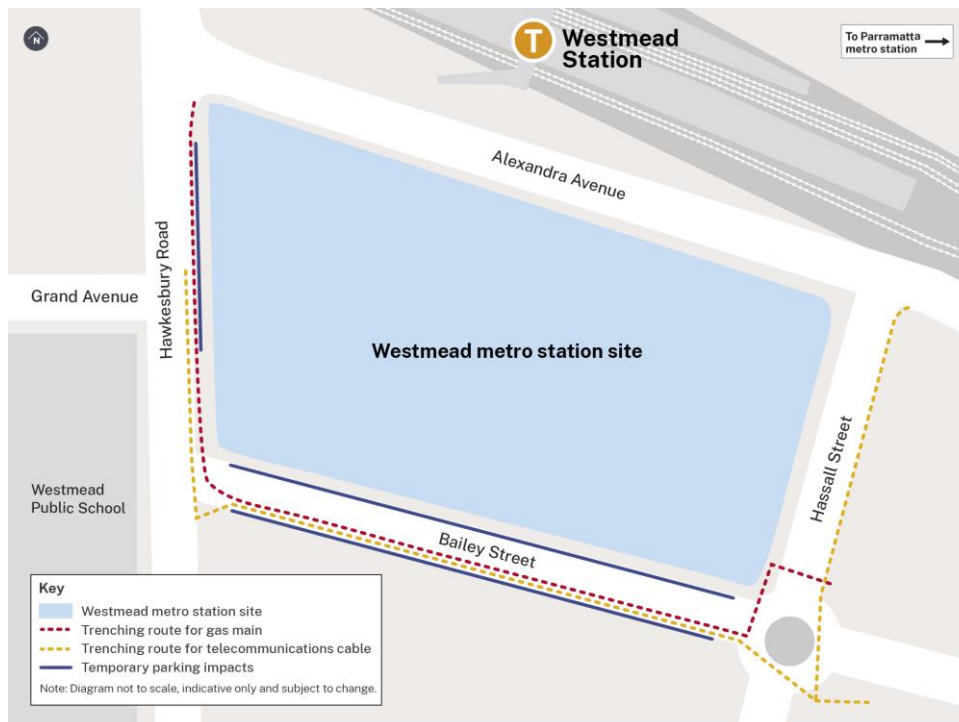 N
T
Westmead
Station
To Parramatta
metro station
Alexandra Avenue
Hawkesbury Road
Grand Avenue
Westmead metro station site
Hassall Street
Westmead
Public School
Bailey Street
Key
Westmead metro station site
Trenching route for gas main
Trenching route for telecommunications cable
Temporary parking impacts
Note: Diagram not to scale, indicative only and subject to change.